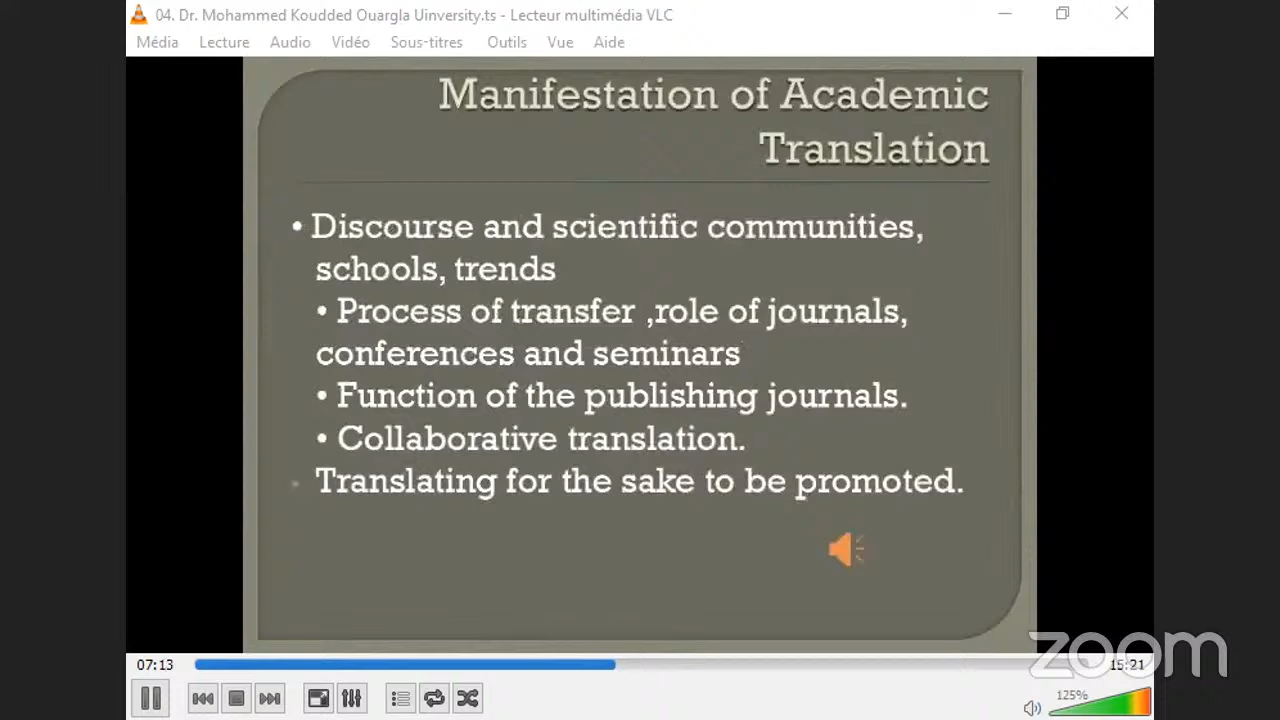 04. Dr. Mohammed Koudded Ouargla Uinversity.ts - Lecteur multimédia VLC
Média Lecture Audio Vidéo Sous-titres Outils Vue Aide
Manifestation of Academic
Translation
• Discourse and scientific communities,
schools, trends
• Process of transfer ,role of journals,
conferences and seminars
• Function of the publishing journals.
• Collaborative translation.
• Translating for the sake to be promoted.
zoom
07:13 15:21
125%